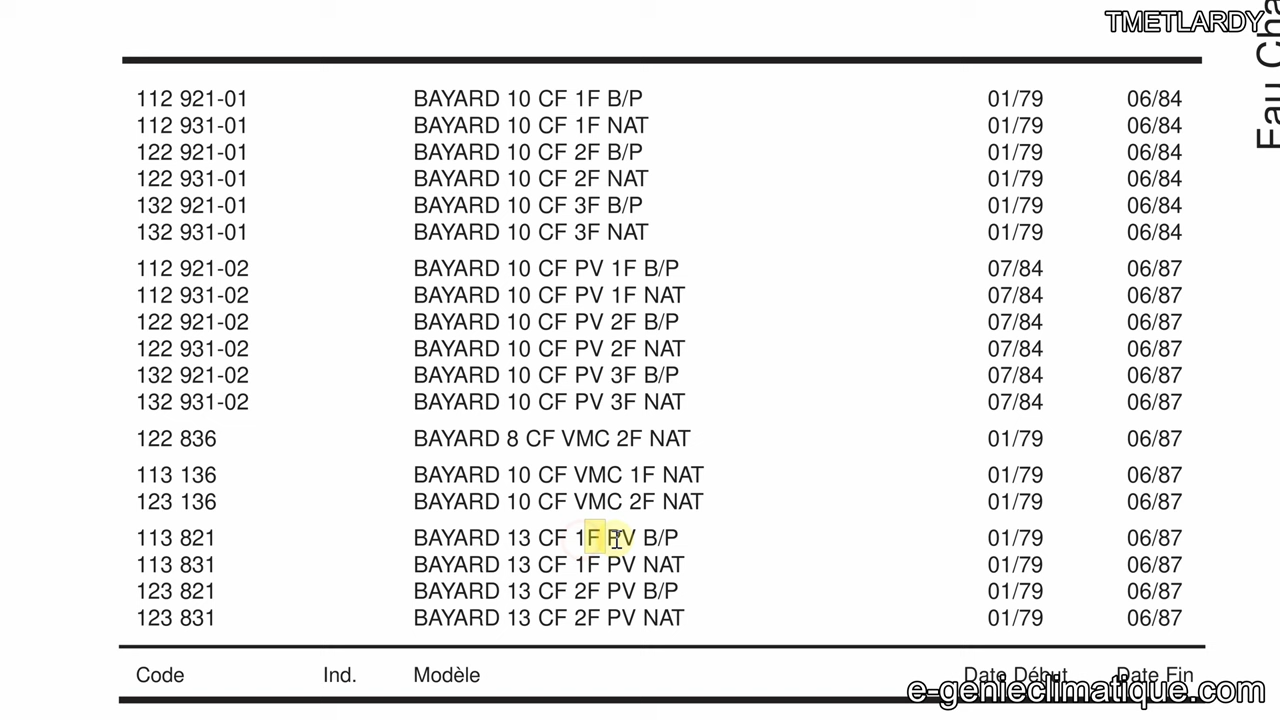 TMETLARDY
Eau Cha
112 921-01 BAYARD 10 CF 1F B/P 01/79 06/84
112 931-01 BAYARD 10 CF 1F NAT 01/79 06/84
122 921-01 BAYARD 10 CF 2F B/P 01/79 06/84
122 931-01 BAYARD 10 CF 2F NAT 01/79 06/84
132 921-01 BAYARD 10 CF 3F B/P 01/79 06/84
132 931-01 BAYARD 10 CF 3F NAT 01/79 06/84
112 921-02 BAYARD 10 CF PV 1F B/P 07/84 06/87
112 931-02 BAYARD 10 CF PV 1F NAT 07/84 06/87
122 921-02 BAYARD 10 CF PV 2F B/P 07/84 06/87
122 931-02 BAYARD 10 CF PV 2F NAT 07/84 06/87
132 921-02 BAYARD 10 CF PV 3F B/P 07/84 06/87
132 931-02 BAYARD 10 CF PV 3F NAT 07/84 06/87
122 836 BAYARD 8 CF VMC 2F NAT 01/79 06/87
113 136 BAYARD 10 CF VMC 1F NAT 01/79 06/87
123 136 BAYARD 10 CF VMC 2F NAT 01/79 06/87
113 821 BAYARD 13 CF 1F PV B/P 01/79 06/87
113 831 BAYARD 13 CF 1F PV NAT 01/79 06/87
123 821 BAYARD 13 CF 2F PV B/P 01/79 06/87
123 831 BAYARD 13 CF 2F PV NAT 01/79 06/87
Code Ind. Modèle Date Début Date Fin
e-genieclimatique.com